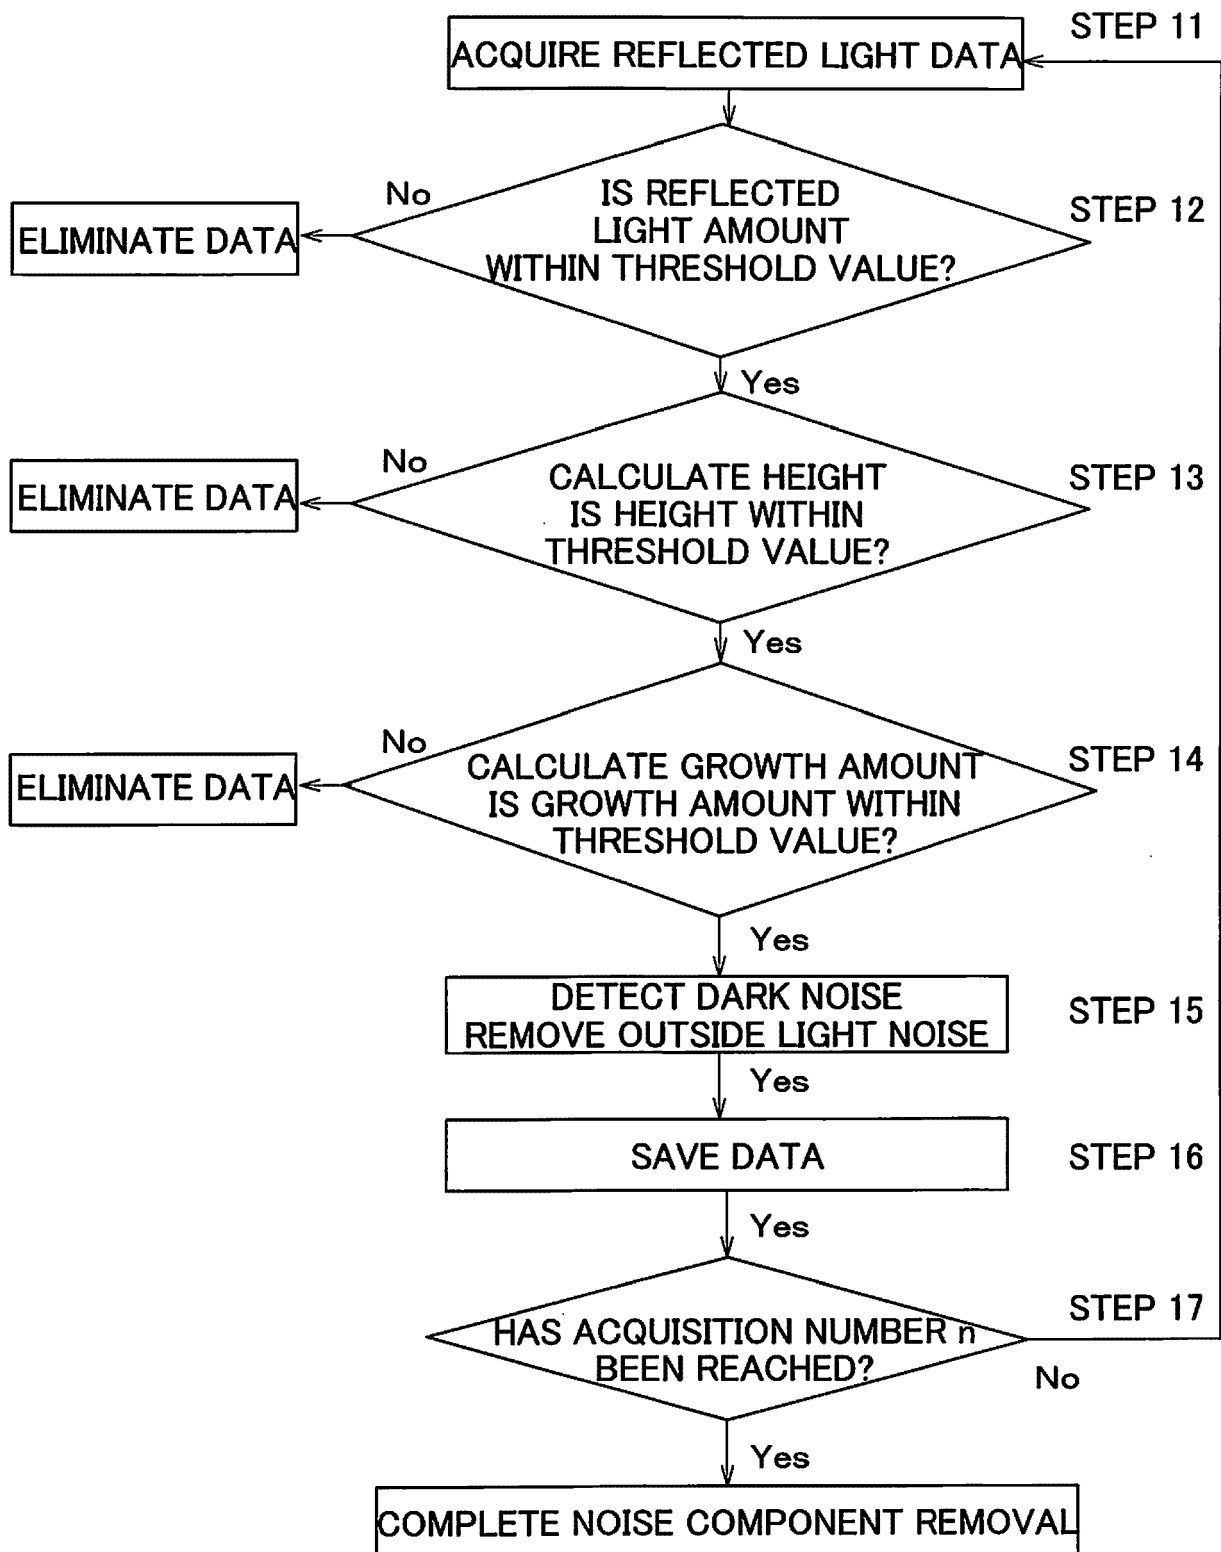 STEP 11
ACQUIRE REFLECTED LIGHT DATA
No
IS REFLECTED
LIGHT AMOUNT
WITHIN THRESHOLD VALUE?
STEP 12
ELIMINATE DATA
Yes
No
CALCULATE HEIGHT
IS HEIGHT WITHIN
THRESHOLD VALUE?
STEP 13
ELIMINATE DATA
Yes
No
CALCULATE GROWTH AMOUNT
IS GROWTH AMOUNT WITHIN
THRESHOLD VALUE?
STEP 14
ELIMINATE DATA
Yes
DETECT DARK NOISE
REMOVE OUTSIDE LIGHT NOISE
STEP 15
Yes
SAVE DATA
STEP 16
Yes
STEP 17
HAS ACQUISITION NUMBER n
BEEN REACHED?
No
Yes
COMPLETE NOISE COMPONENT REMOVAL